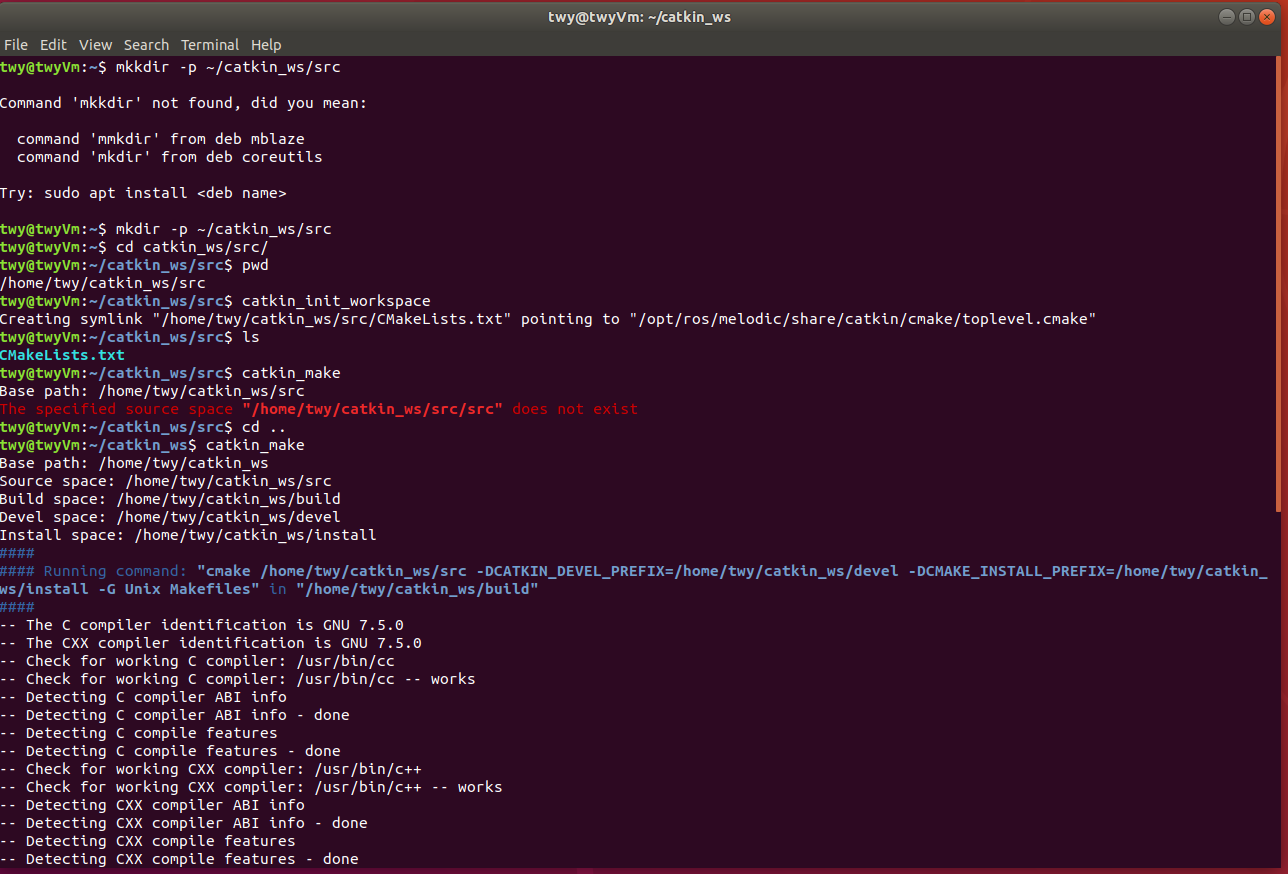 twy@twyVm: ~/catkin_ws
File Edit View Search Terminal Help
twy@twyVm:~$ mkkdir -p ~/catkin_ws/src
Command 'mkkdir' not found, did you mean:
command 'mmkdir' from deb mblaze
command 'mkdir' from deb coreutils
Try: sudo apt install <deb name>
twy@twyVm:~$ mkdir -p ~/catkin_ws/src
twy@twyVm:~$ cd catkin_ws/src/
twy@twyVm:~/catkin_ws/src$ pwd
/home/twy/catkin_ws/src
twy@twyVm:~/catkin_ws/src$ catkin_init_workspace
Creating symlink "/home/twy/catkin_ws/src/CMakeLists.txt" pointing to "/opt/ros/melodic/share/catkin/cmake/toplevel.cmake"
twy@twyVm:~/catkin_ws/src$ ls
CMakeLists.txt
twy@twyVm:~/catkin_ws/src$ catkin_make
Base path: /home/twy/catkin_ws/src
The specified source space "/home/twy/catkin_ws/src/src" does not exist
twy@twyVm:~/catkin_ws/src$ cd ..
twy@twyVm:~/catkin_ws$ catkin_make
Base path: /home/twy/catkin_ws
Source space: /home/twy/catkin_ws/src
Build space: /home/twy/catkin_ws/build
Devel space: /home/twy/catkin_ws/devel
Install space: /home/twy/catkin_ws/install
####
#### Running command: "cmake /home/twy/catkin_ws/src -DCATKIN_DEVEL_PREFIX=/home/twy/catkin_ws/devel -DCMAKE_INSTALL_PREFIX=/home/twy/catkin_
ws/install -G Unix Makefiles" in "/home/twy/catkin_ws/build"
####
-- The C compiler identification is GNU 7.5.0
-- The CXX compiler identification is GNU 7.5.0
-- Check for working C compiler: /usr/bin/cc
-- Check for working C compiler: /usr/bin/cc -- works
-- Detecting C compiler ABI info
-- Detecting C compiler ABI info - done
-- Detecting C compile features
-- Detecting C compile features - done
-- Check for working CXX compiler: /usr/bin/c++
-- Check for working CXX compiler: /usr/bin/c++ -- works
-- Detecting CXX compiler ABI info
-- Detecting CXX compiler ABI info - done
-- Detecting CXX compile features
-- Detecting CXX compile features - done